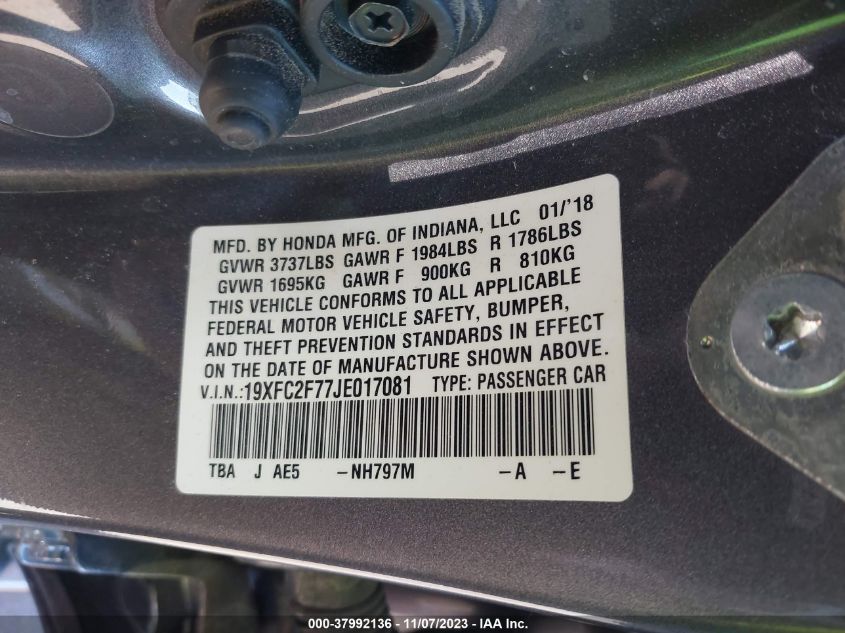 MFD. BY HONDA MFG. OF INDIANA, LLC 01/'18
GVWR 3737LBS GAWR F 1984LBS R 1786LBS
GVWR 1695KG GAWR F 900KG R 810KG
THIS VEHICLE CONFORMS TO ALL APPLICABLE
FEDERAL MOTOR VEHICLE SAFETY, BUMPER,
AND THEFT PREVENTION STANDARDS IN EFFECT
ON THE DATE OF MANUFACTURE SHOWN ABOVE.
V.I.N.:19XFC2F77JE017081 TYPE: PASSENGER CAR
TBA J AE5 -NH797M -A -E
000-37992136 - 11/07/2023 - IAA Inc.